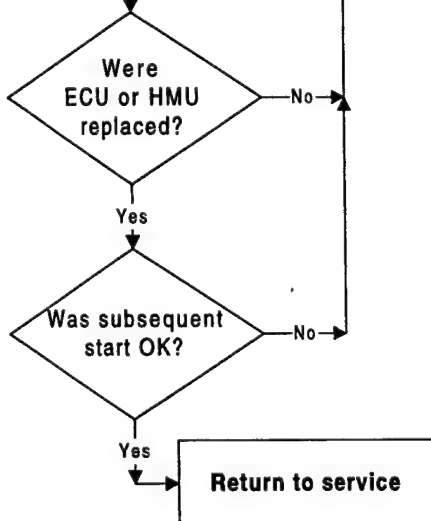 Were
ECU or HMU
replaced?
No
Yes
Was subsequent
start OK?
No
Yes
Return to service